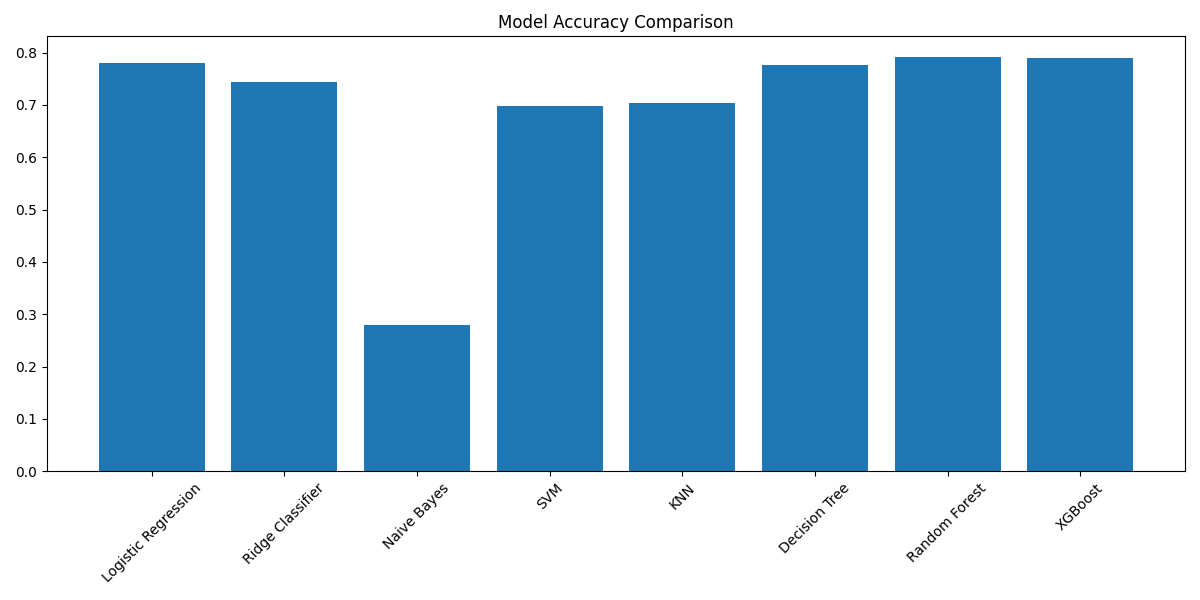 Model Accuracy Comparison
0.8
0.7
0.6
0.5
0.4
0.3
0.2
0.1
0.0
Logistic Regression
Ridge Classifier
Naive Bayes
SVM
KNN
Decision Tree
Random Forest
XGBoost